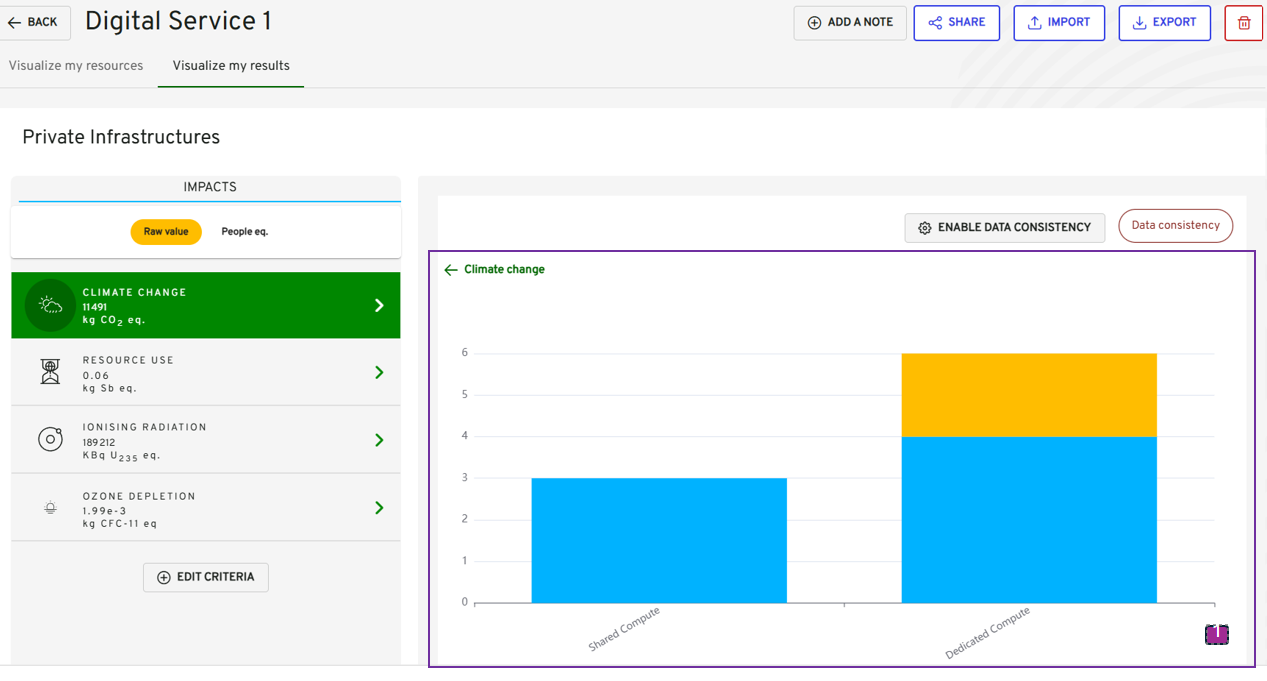 BACK
Digital Service 1
ADD A NOTE
SHARE
IMPORT
EXPORT
Visualize my resources
Visualize my results
Private Infrastructures
IMPACTS
Raw value
People eq.
CLIMATE CHANGE
11491
kg CO2 eq.
RESOURCE USE
0.06
kg Sb eq.
IONISING RADIATION
189212
KBq U235 eq.
OZONE DEPLETION
1.99e-3
kg CFC-11 eq
EDIT CRITERIA
ENABLE DATA CONSISTENCY
Data consistency
Climate change
6
5
4
3
2
1
0
Shared Compute
Dedicated Compute
1